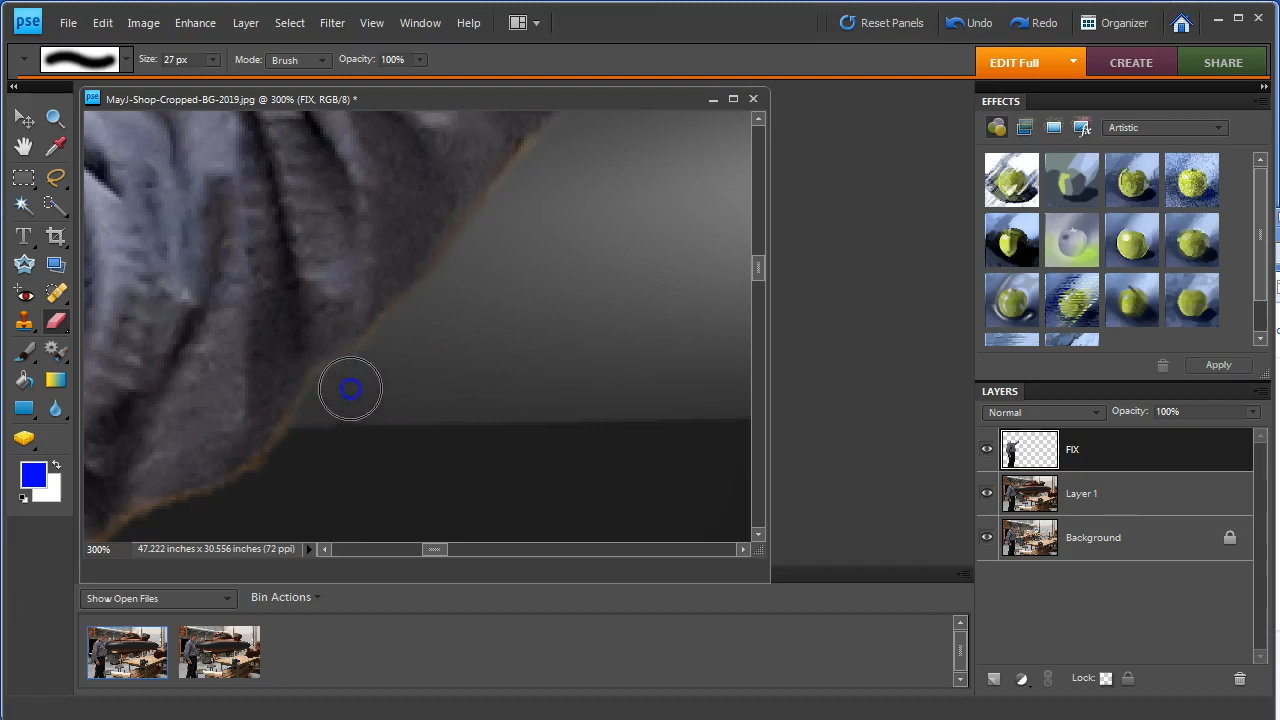 pse File Edit Image Enhance Layer Select Filter View Window Help Reset Panels Undo Redo Organizer
Size: 27 px Mode: Brush Opacity: 100% EDIT Full CREATE SHARE
pse MayJ-Shop-Cropped-BG-2019.jpg @ 300% (FIX, RGB/8) *
EFFECTS
Artistic
Apply
LAYERS
Normal Opacity: 100%
FIX
Layer 1
Background
300% 47.222 inches x 30.556 inches (72 ppi)
Show Open Files Bin Actions
Lock: